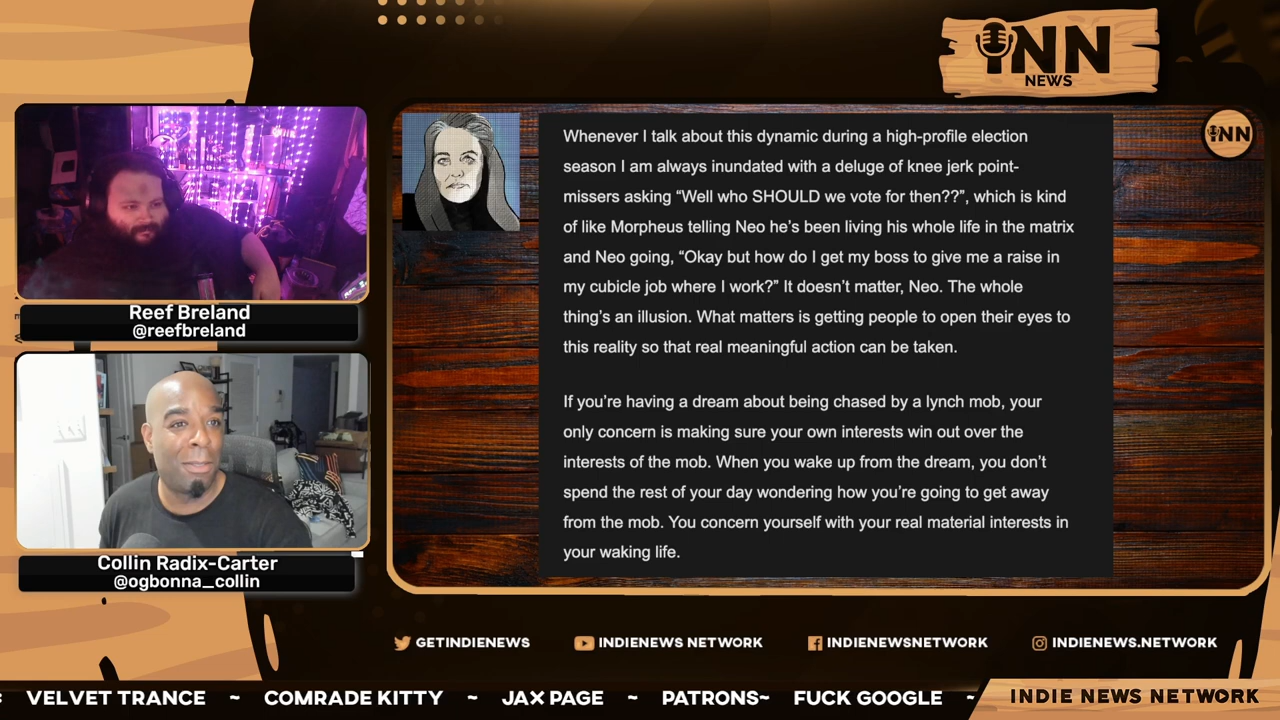 iNN
NEWS
iNN
Whenever I talk about this dynamic during a high-profile election
season I am always inundated with a deluge of knee jerk point-
missers asking “Well who SHOULD we vote for then??”, which is kind
of like Morpheus telling Neo he’s been living his whole life in the matrix
and Neo going, “Okay but how do I get my boss to give me a raise in
my cubicle job where I work?” It doesn’t matter, Neo. The whole
thing’s an illusion. What matters is getting people to open their eyes to
this reality so that real meaningful action can be taken.
If you’re having a dream about being chased by a lynch mob, your
only concern is making sure your own interests win out over the
interests of the mob. When you wake up from the dream, you don’t
spend the rest of your day wondering how you’re going to get away
from the mob. You concern yourself with your real material interests in
your waking life.
Reef Breland
@reefbreland
Collin Radix-Carter
@ogbonna_collin
GETINDIENEWS
INDIENEWS NETWORK
INDIENEWSNETWORK
INDIENEWS.NETWORK
VELVET TRANCE ~ COMRADE KITTY ~ JAX PAGE ~ PATRONS~ FUCK GOOGLE ~
INDIE NEWS NETWORK